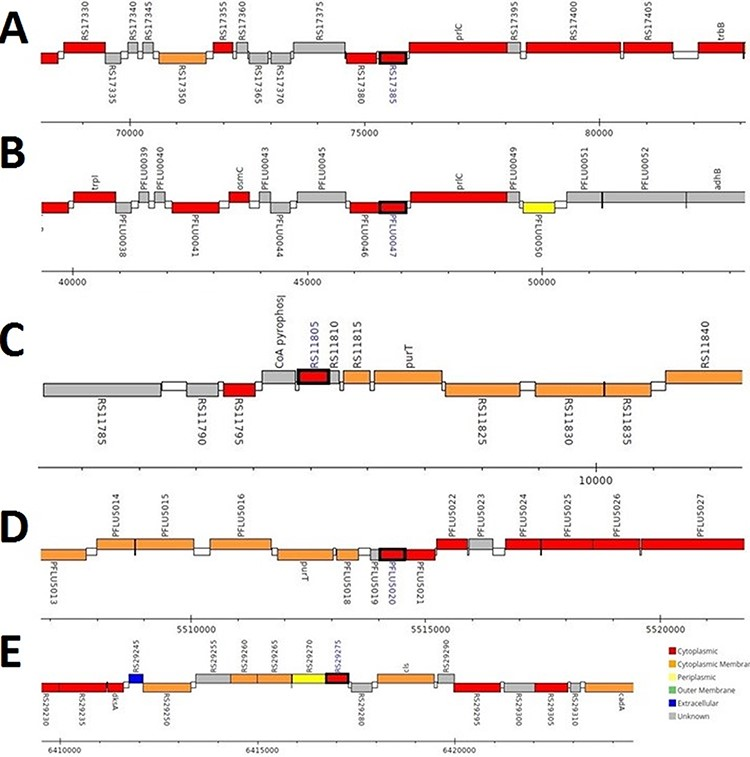 A
RS17330
RS17340
RS17345
RS17355
RS17360
RS17375
prlC
RS17395
RS17400
RS17405
trbB
RS17335
RS17350
RS17365
RS17370
RS17380
RS17385
70000
75000
80000
B
trpI
PFLU0039
PFLU0040
osmC
PFLU0043
PFLU0045
prlC
PFLU0049
PFLU0051
PFLU0052
adhB
PFLU0038
PFLU0041
PFLU0044
PFLU0046
PFLU0047
PFLU0050
40000
45000
50000
C
CoA pyrophosj
RS11805
RS11810
RS11815
purT
RS11840
RS11785
RS11790
RS11795
RS11825
RS11830
RS11835
10000
D
PFLU5014
PFLU5015
PFLU5016
PFLU5022
PFLU5023
PFLU5024
PFLU5025
PFLU5026
PFLU5027
PFLU5013
purT
PFLU5018
PFLU5019
PFLU5020
PFLU5021
5510000
5515000
5520000
E
RS29245
RS29255
RS29260
RS29265
RS29270
RS29275
cls
RS29290
RS29230
RS29235
dksA
RS29250
RS29280
RS29295
RS29300
RS29305
RS29310
cadA
6410000
6415000
6420000
Cytoplasmic
Cytoplasmic Membran
Periplasmic
Outer Membrane
Extracellular
Unknown